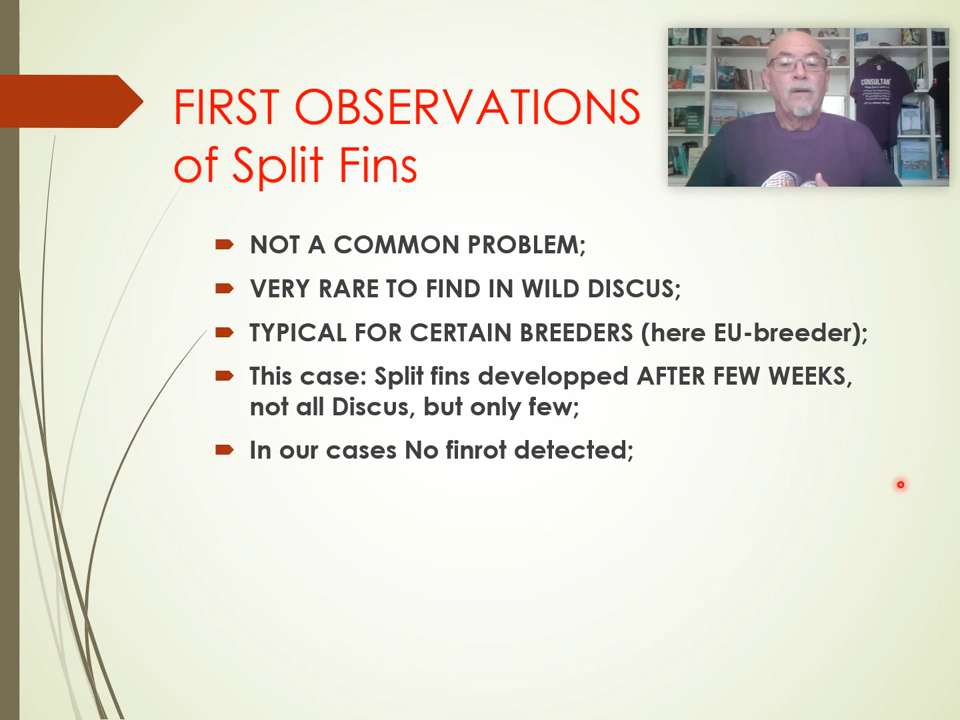 FIRST OBSERVATIONS
of Split Fins
CONSULTANT
NOT A COMMON PROBLEM;
VERY RARE TO FIND IN WILD DISCUS;
TYPICAL FOR CERTAIN BREEDERS (here EU-breeder);
This case: Split fins developped AFTER FEW WEEKS,
not all Discus, but only few;
In our cases No finrot detected;